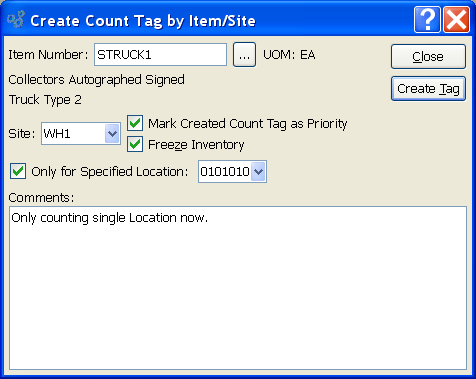 Create Count Tag by Item/Site
Item Number: STRUCK1 ... UOM: EA
Close
Collectors Autographed Signed
Truck Type 2
Create Tag
Site: WH1
Mark Created Count Tag as Priority
Freeze Inventory
Only for Specified Location: 0101010
Comments:
Only counting single Location now.